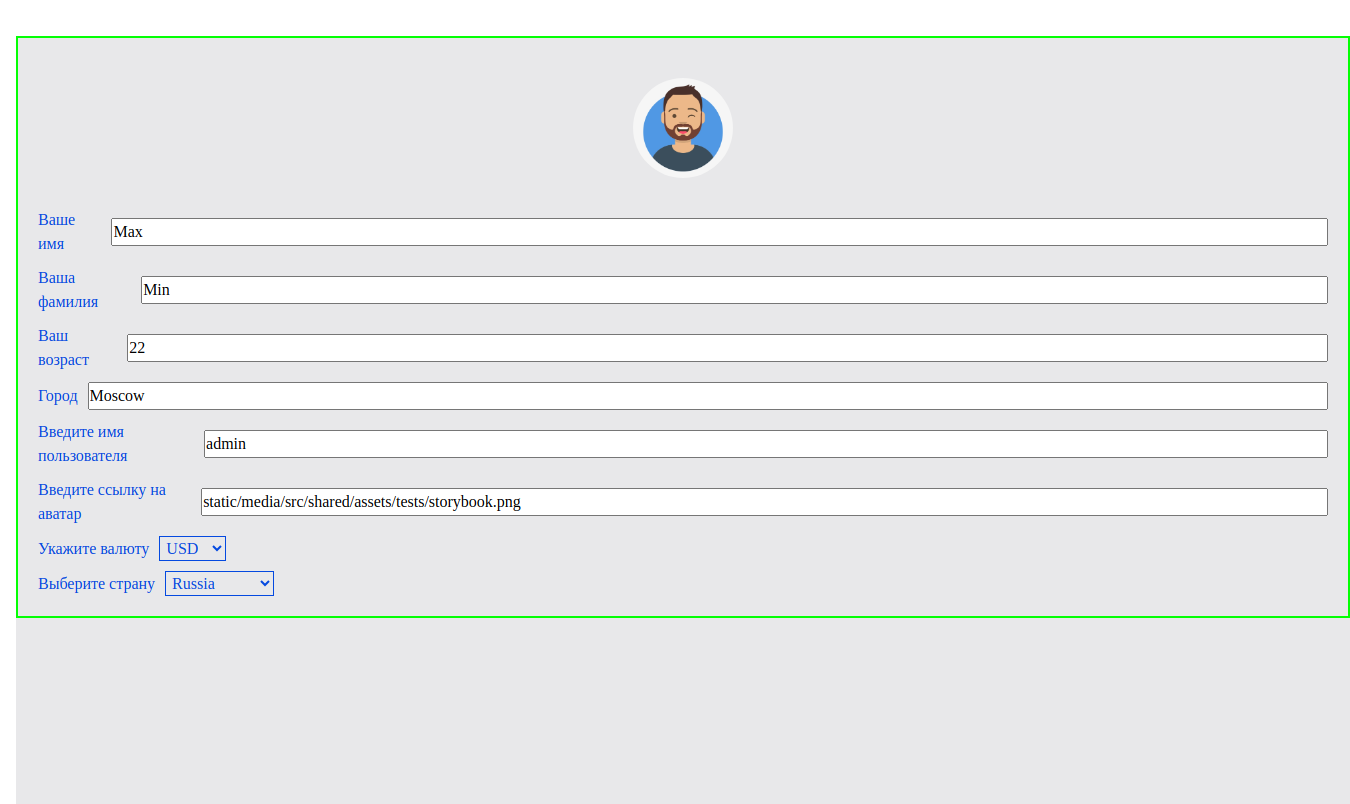 Ваше
имя
Max
Ваша
фамилия
Min
Ваш
возраст
22
Город
Moscow
Введите имя
пользователя
admin
Введите ссылку на
аватар
static/media/src/shared/assets/tests/storybook.png
Укажите валюту
USD
Выберите страну
Russia